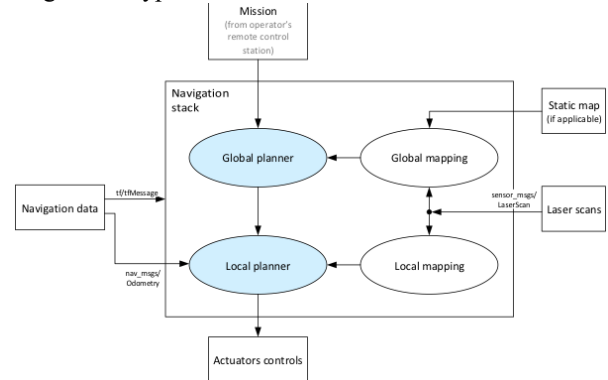 Mission
(from operator's
remote control
station)
Navigation
stack
Static map
(if applicable)
Global planner
Global mapping
tf/tfMessage
sensor_msgs/
LaserScan
Navigation data
Laser scans
Local planner
Local mapping
nav_msgs/
Odometry
Actuators controls